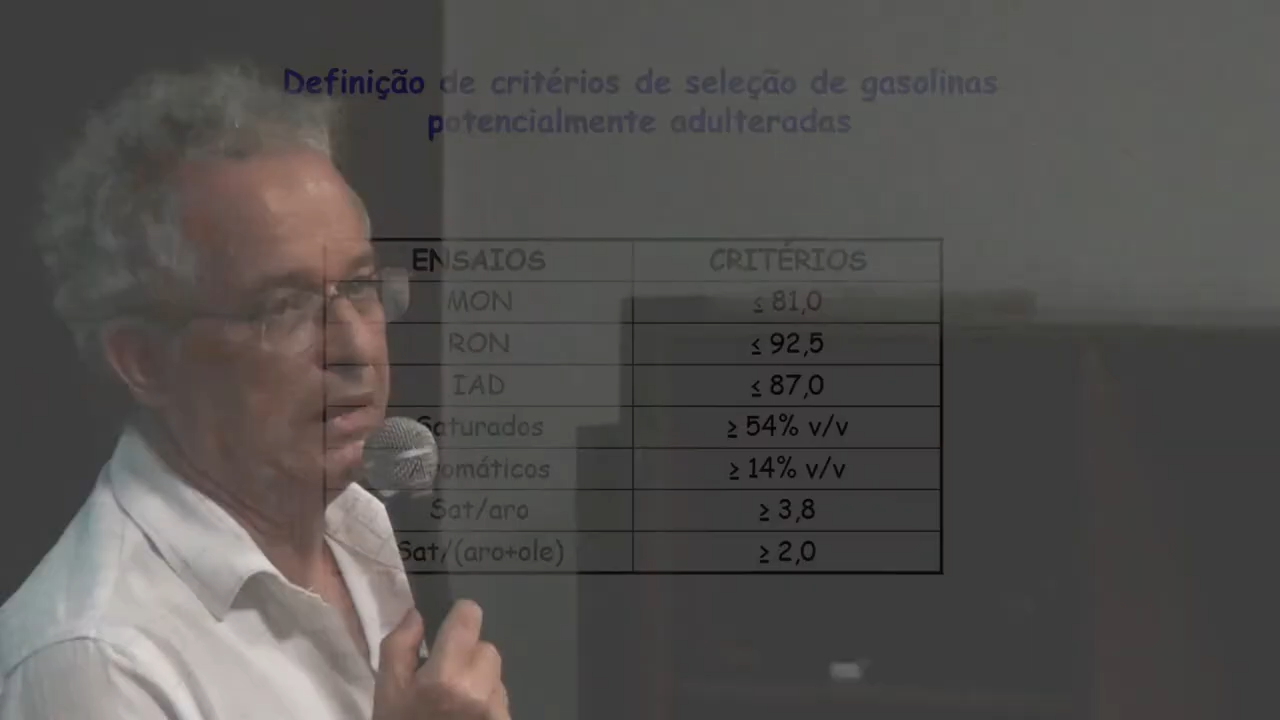 Definição de critérios de seleção de gasolinas
potencialmente adulteradas
ENSAIOS CRITÉRIOS
MON ≤ 81,0
RON ≤ 92,5
IAD ≤ 87,0
Saturados ≥ 54% v/v
Aromáticos ≥ 14% v/v
Sat/aro ≥ 3,8
Sat/(aro+ole) ≥ 2,0